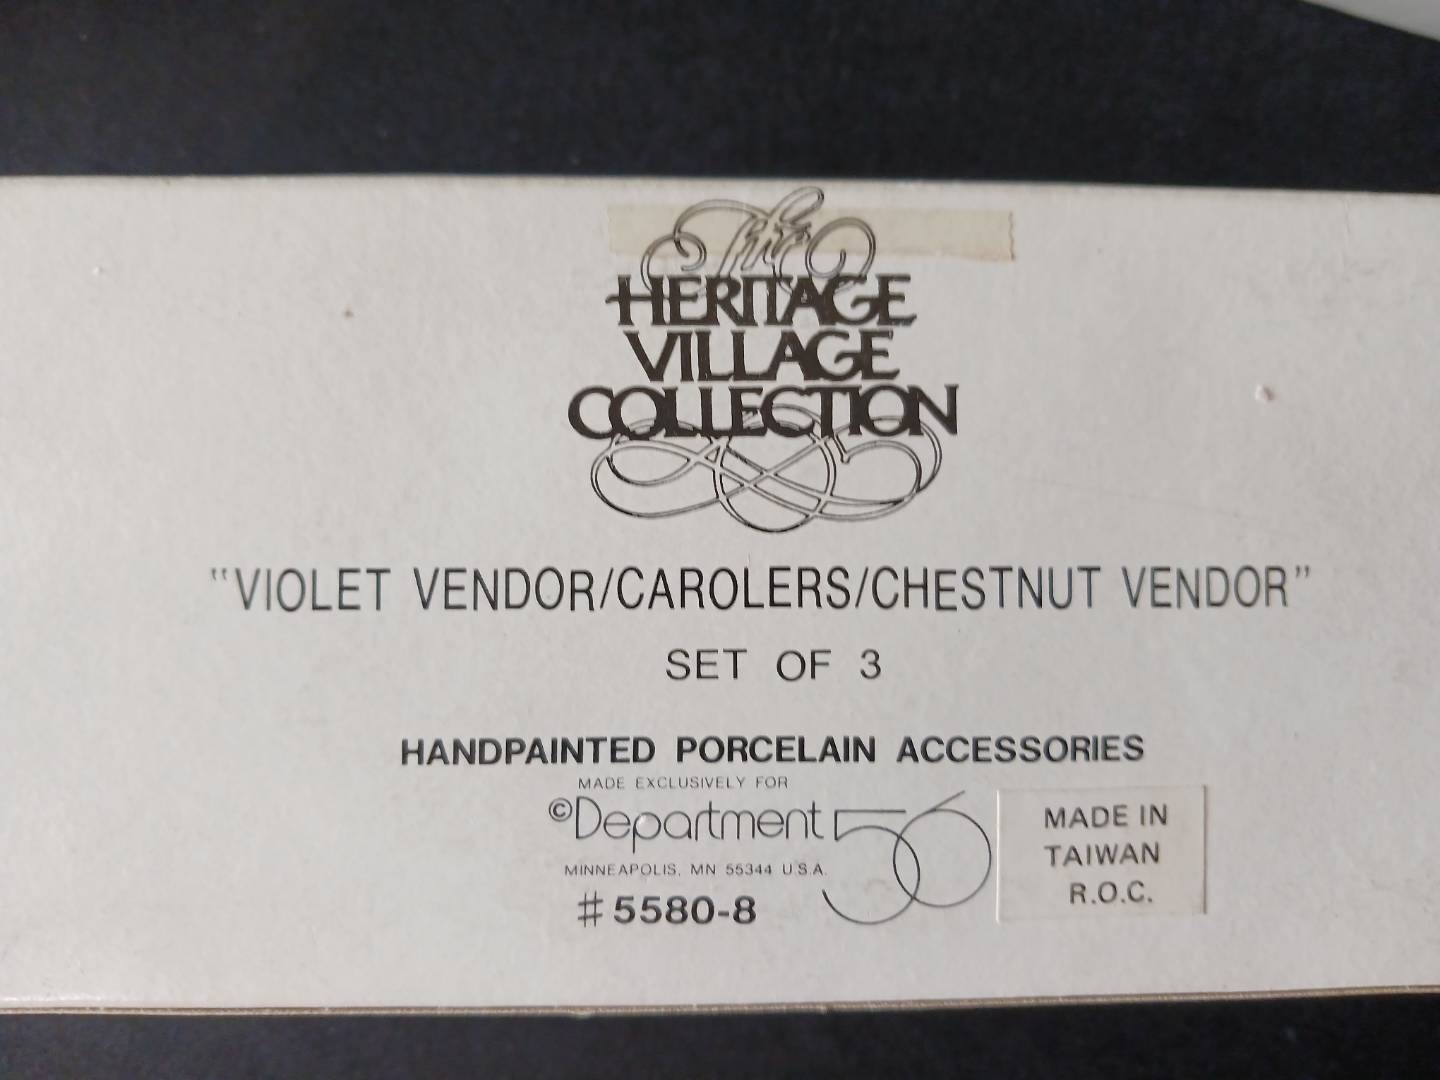 The
HERITAGE
VILLAGE
COLLECTION
"VIOLET VENDOR/CAROLERS/CHESTNUT VENDOR"
SET OF 3
HANDPAINTED PORCELAIN ACCESSORIES
MADE EXCLUSIVELY FOR
©Department 56
MINNEAPOLIS, MN 55344 U.S.A.
#5580-8
MADE IN
TAIWAN
R.O.C.